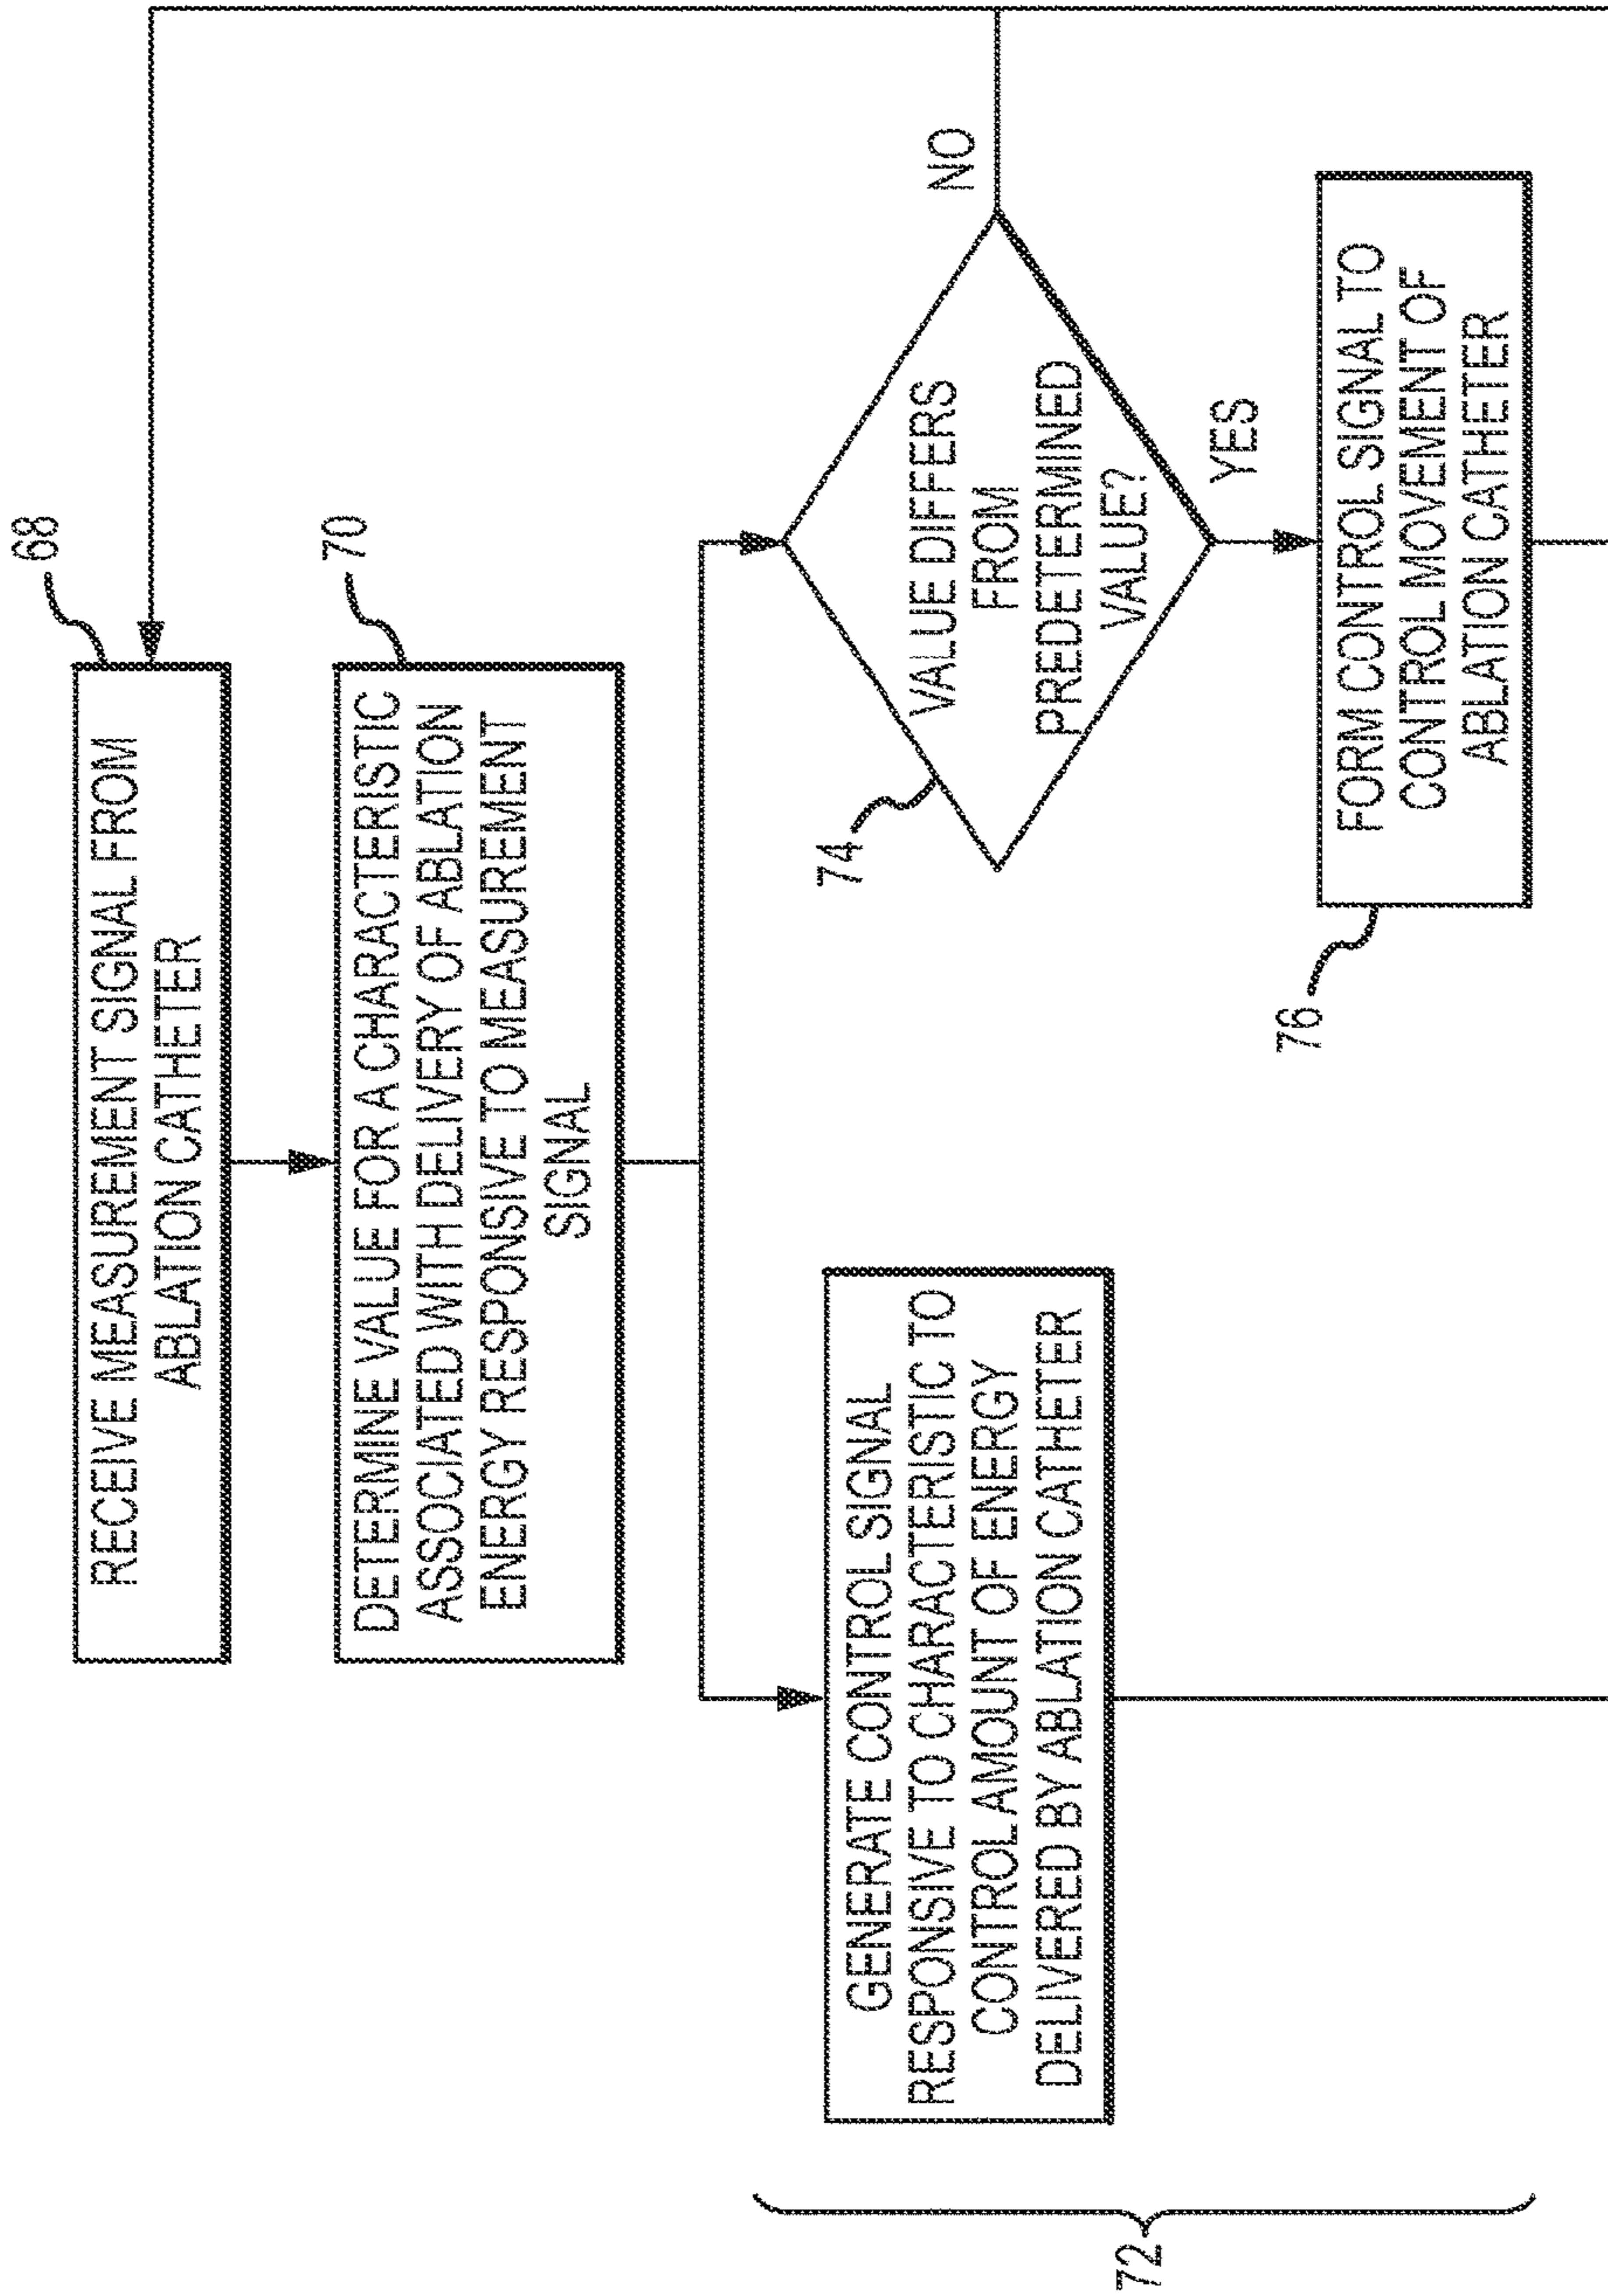 68
RECEIVE MEASUREMENT SIGNAL FROM
ABLATION CATHETER
70
DETERMINE VALUE FOR A CHARACTERISTIC
ASSOCIATED WITH DELIVERY OF ABLATION
ENERGY RESPONSIVE TO MEASUREMENT
SIGNAL
72
GENERATE CONTROL SIGNAL
RESPONSIVE TO CHARACTERISTIC TO
CONTROL AMOUNT OF ENERGY
DELIVERED BY ABLATION CATHETER
74
VALUE DIFFERS
FROM
PREDETERMINED
VALUE?
NO
YES
76
FORM CONTROL SIGNAL TO
CONTROL MOVEMENT OF
ABLATION CATHETER